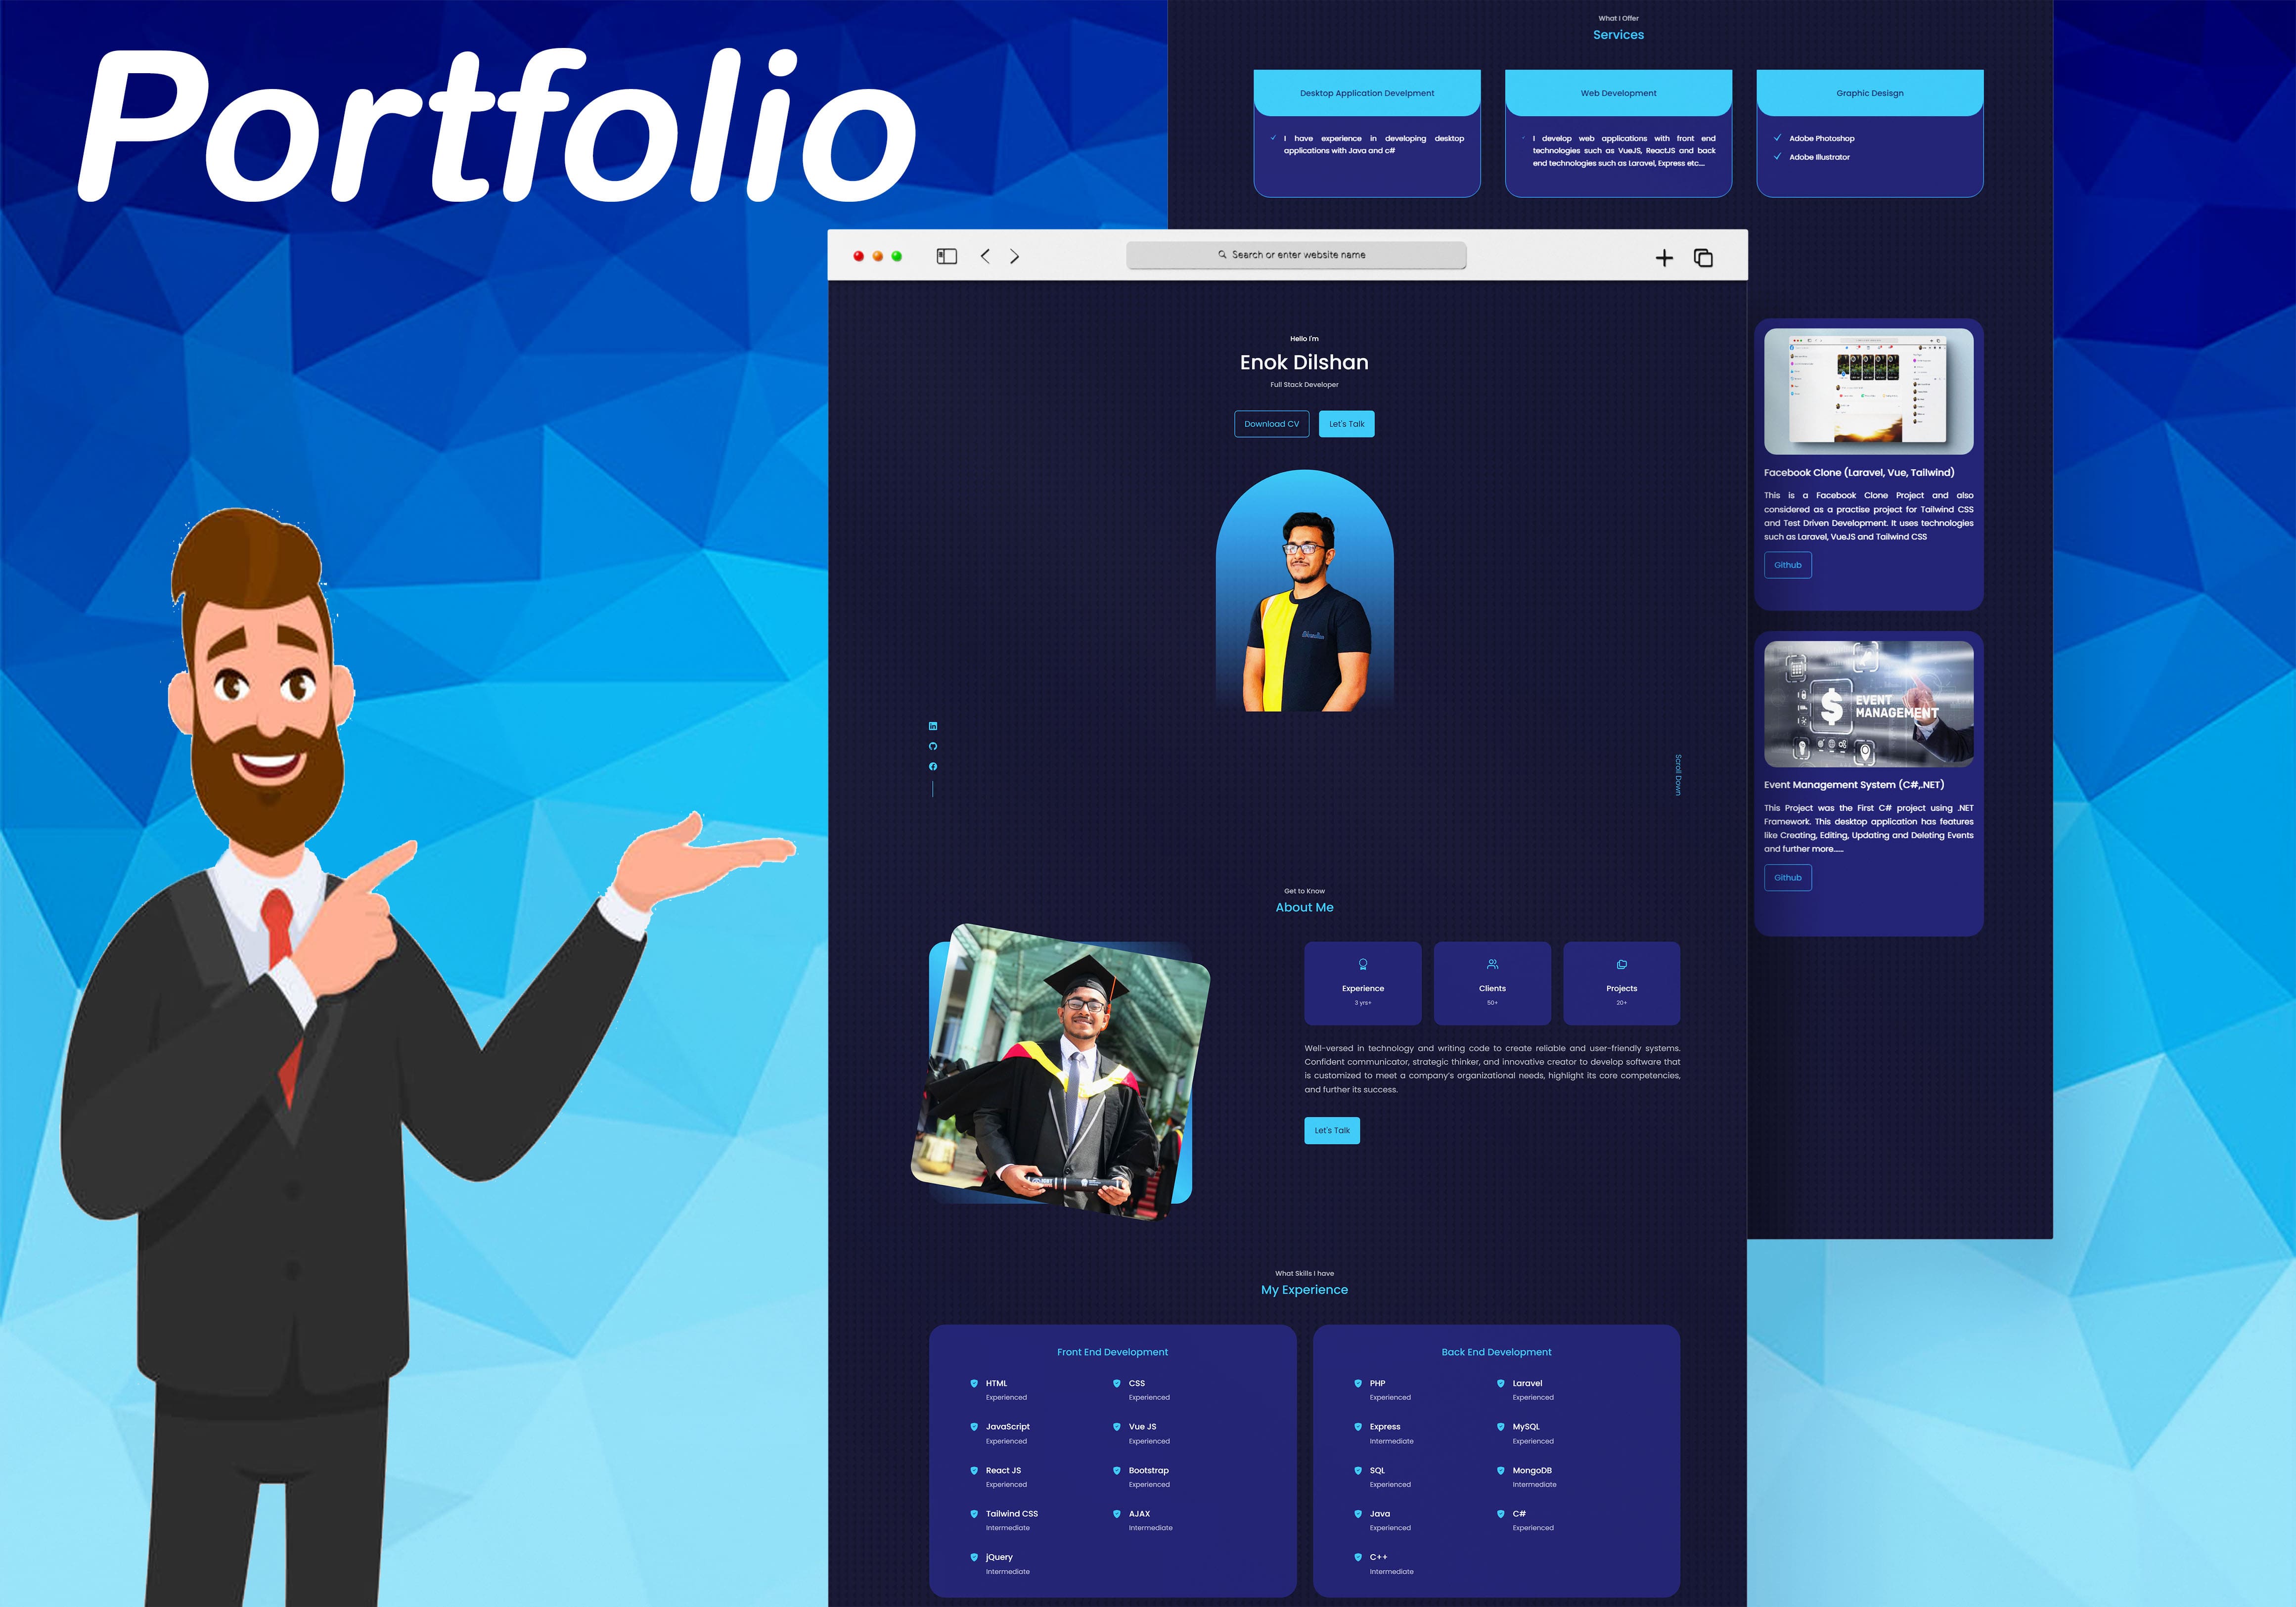 Portfolio
What I Offer
Services
Desktop Application Develpment
I have experience in developing desktop
applications with Java and c#
Web Development
I develop web applications with front end
technologies such as VueJS, ReactJS and back
end technologies such as Laravel, Express etc....
Graphic Desisgn
Adobe Photoshop
Adobe Illustrator
Search or enter website name
Hello I'm
Enok Dilshan
Full Stack Developer
Download CV
Let's Talk
Scroll Down
Facebook Clone (Laravel, Vue, Tailwind)
This is a Facebook Clone Project and also
considered as a practise project for Tailwind CSS
and Test Driven Development. It uses technologies
such as Laravel, VueJS and Tailwind CSS
Github
EVENT
MANAGEMENT
Event Management System (C#,.NET)
This Project was the First C# project using .NET
Framework. This desktop application has features
like Creating, Editing, Updating and Deleting Events
and further more......
Github
Get to Know
About Me
Experience
3 yrs+
Clients
50+
Projects
20+
Well-versed in technology and writing code to create reliable and user-friendly systems.
Confident communicator, strategic thinker, and innovative creator to develop software that
is customized to meet a company's organizational needs, highlight its core competencies,
and further its success.
Let's Talk
What Skills I have
My Experience
Front End Development
HTML
Experienced
CSS
Experienced
JavaScript
Experienced
Vue JS
Experienced
React JS
Experienced
Bootstrap
Experienced
Tailwind CSS
Intermediate
AJAX
Intermediate
jQuery
Intermediate
Back End Development
PHP
Experienced
Laravel
Experienced
Express
Intermediate
MySQL
Experienced
SQL
Experienced
MongoDB
Intermediate
Java
Experienced
C#
Experienced
C++
Intermediate